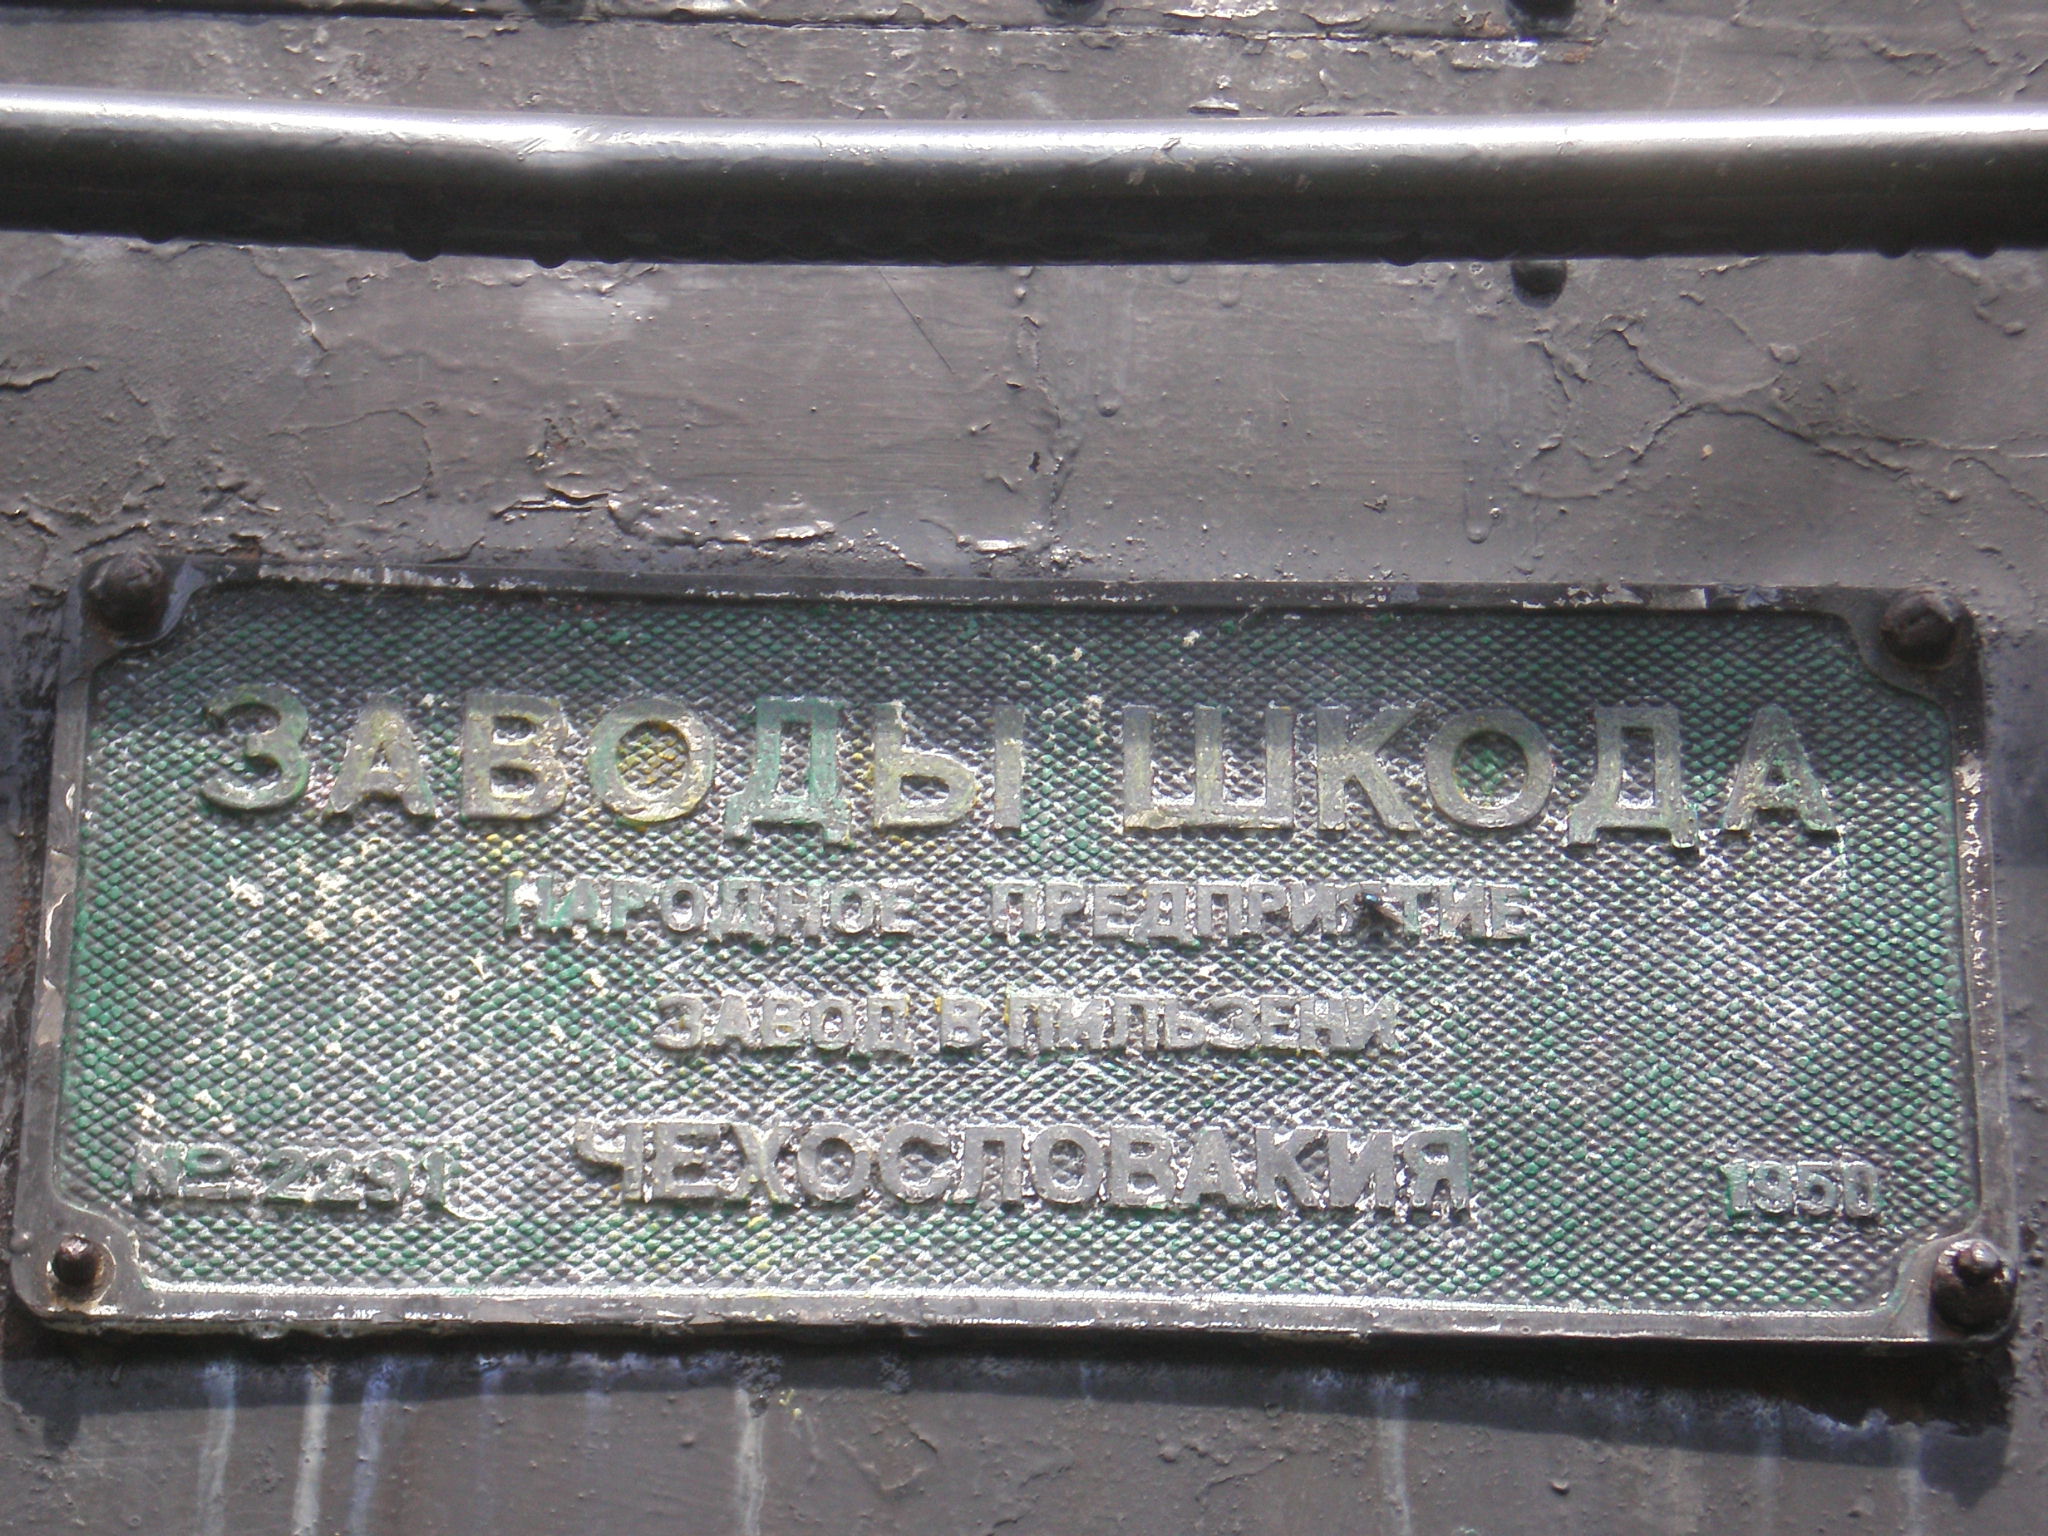 ЗАВОДЫ ШКОДА
НАРОДНОЕ ПРЕДПРИЯТИЕ
ЗАВОД В ПИЛЬЗЕНИ
№ 2291 ЧЕХОСЛОВАКИЯ 1950